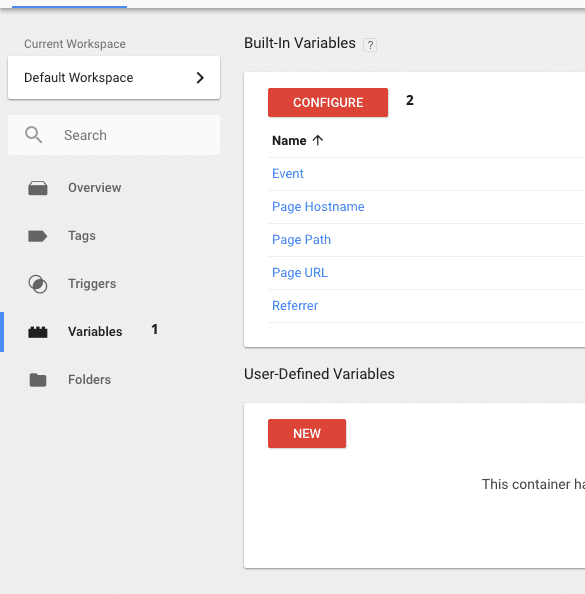 Current Workspace
Default Workspace
Search
Overview
Tags
Triggers
Variables 1
Folders
Built-In Variables ?
CONFIGURE 2
Name
Event
Page Hostname
Page Path
Page URL
Referrer
User-Defined Variables
NEW
This container ha